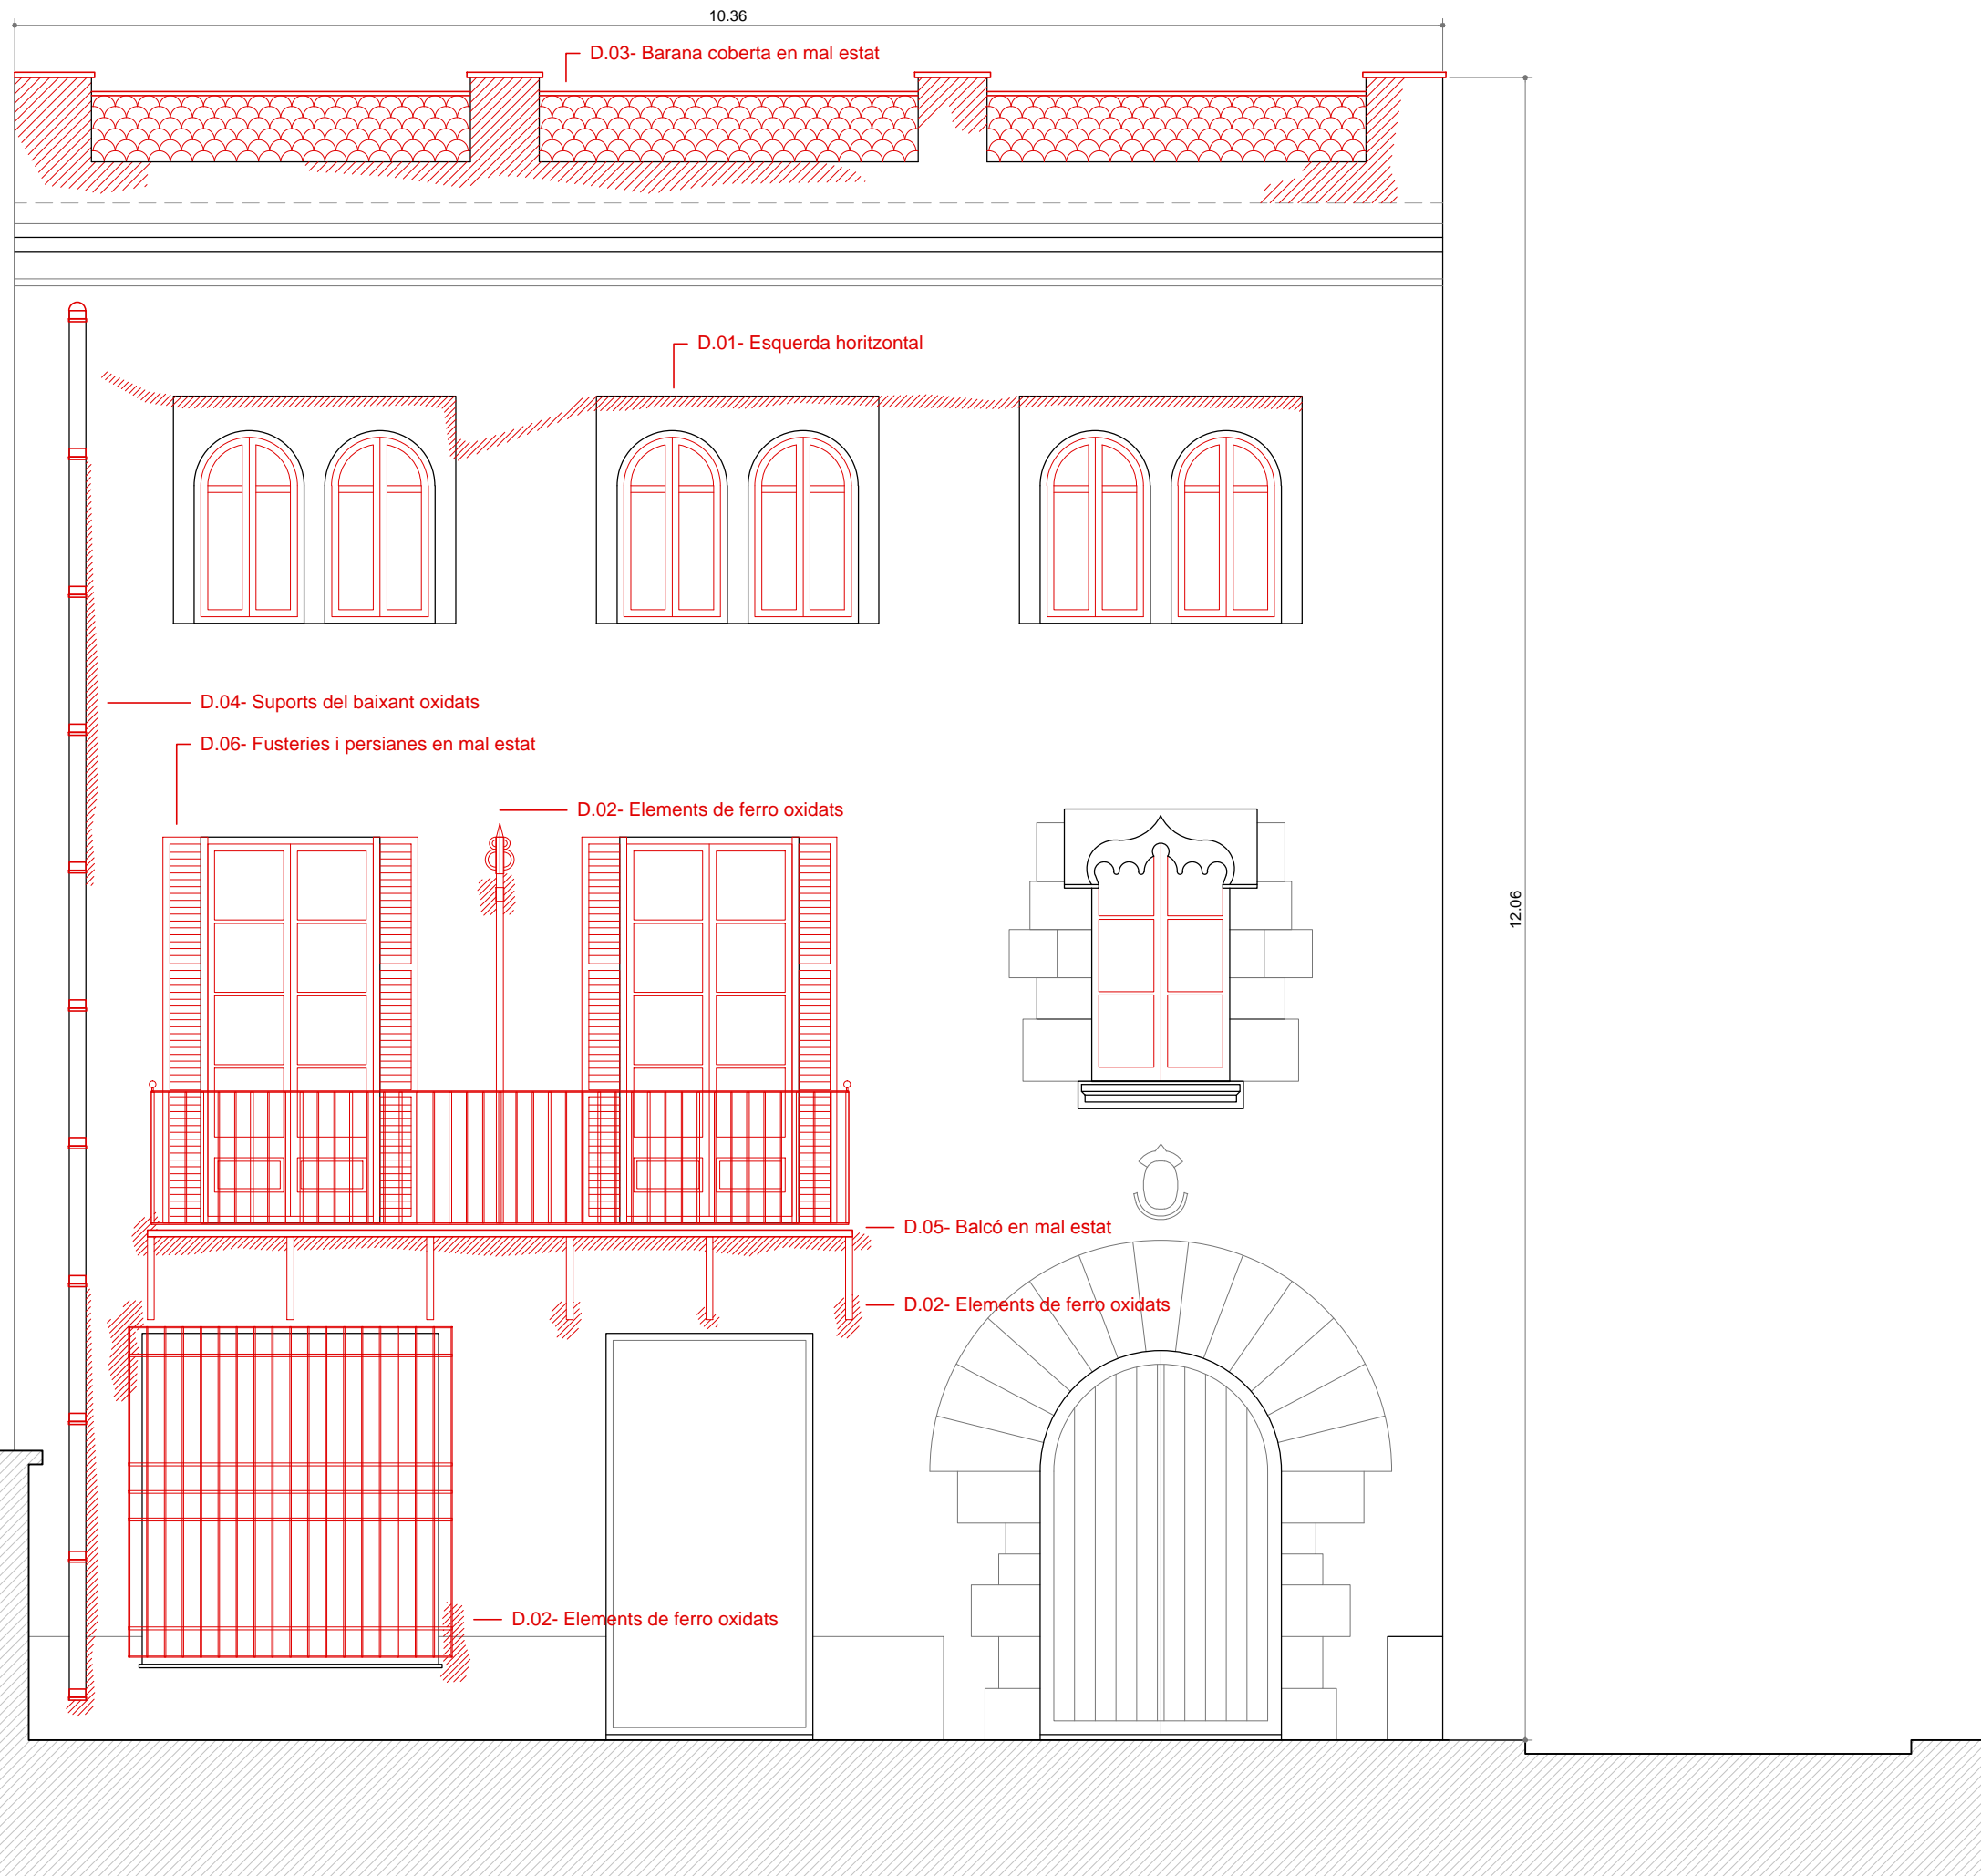 10.36
D.03- Barana coberta en mal estat
D.01- Esquerda horitzontal
D.04- Suports del baixant oxidats
D.06- Fusteries i persianes en mal estat
D.02- Elements de ferro oxidats
12.06
D.05- Balcó en mal estat
D.02- Elements de ferro oxidats
D.02- Elements de ferro oxidats